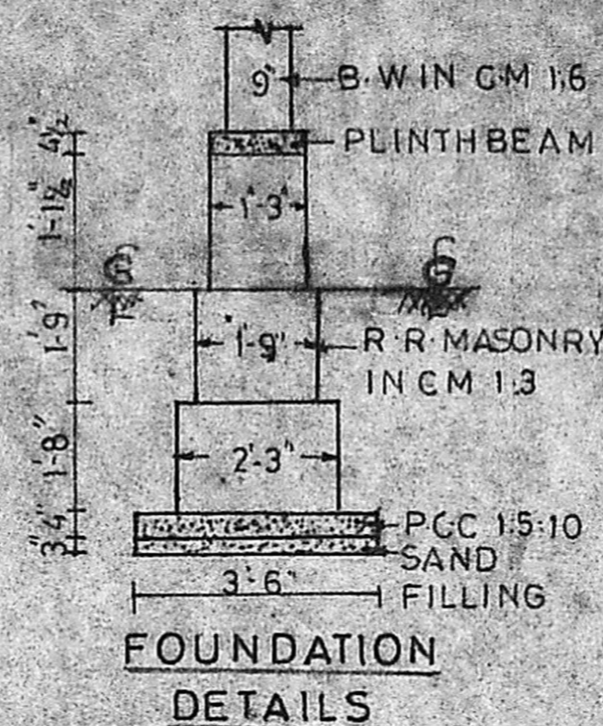 9"
B.W IN C.M 1:6
4½"
PLINTH BEAM
1'-1½"
1'-3"
G
G
1'-9"
1'-9"
R.R. MASONRY
IN CM 1:3
1'-8"
2'-3"
4"
PCC 1:5:10
3"
SAND
FILLING
3'-6"
FOUNDATION
DETAILS